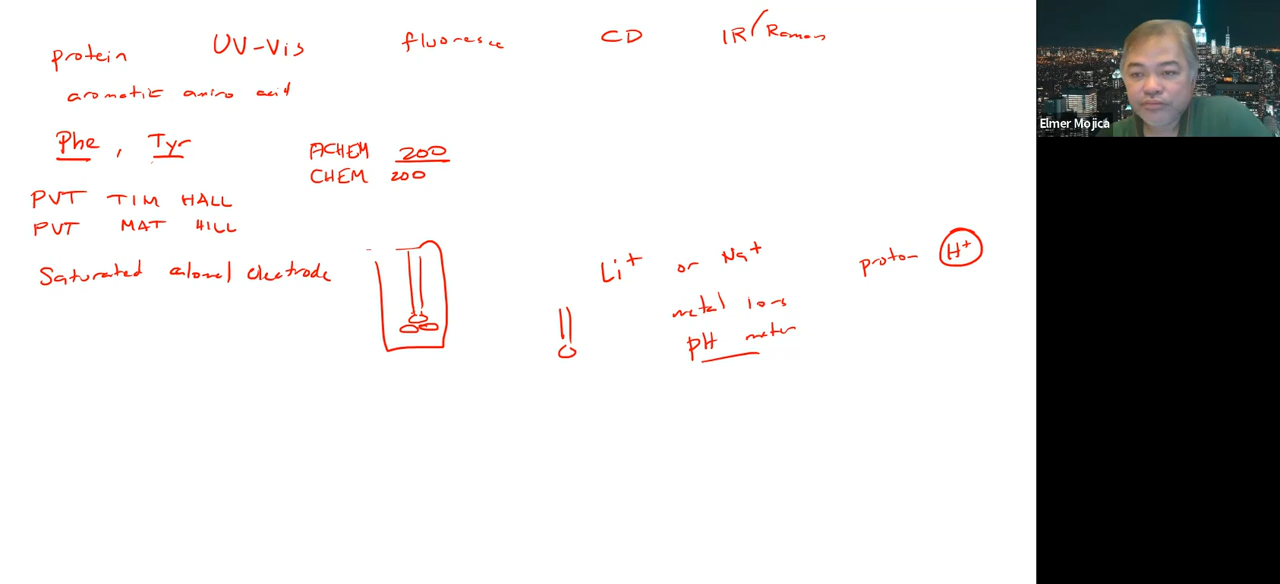 protein UV-Vis fluoresce CD IR/Raman
aromatic amino acid
Phe, Tyr
ACHEM 200
CHEM 200
PVT TIM HALL
PVT MAT HILL
Saturated calomel electrode
Li+ or Na+
proton H+
metal ions
pH meter
Elmer Mojica